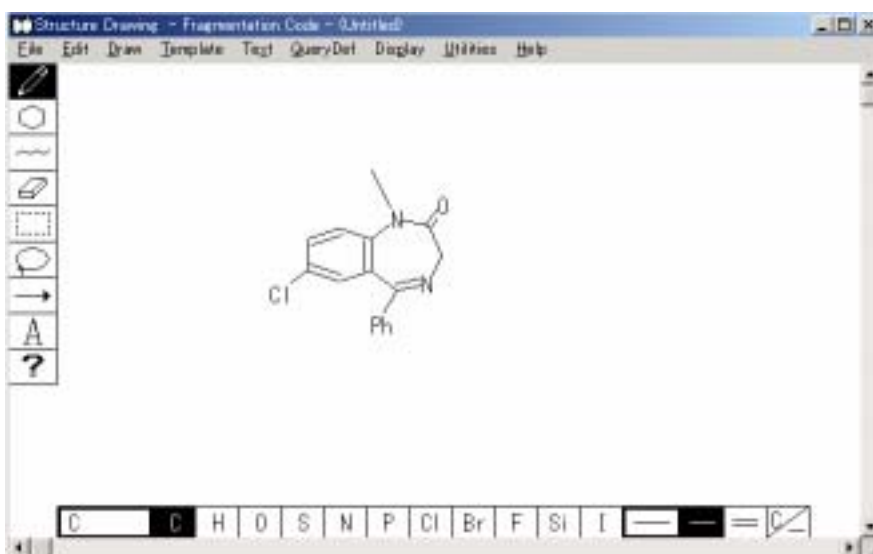 Structure Drawing - Fragmentation Code - (Untitled)
File Edit Draw Template Text QueryDef Display Utilities Help
N O
Cl N
Ph
A
?
C C H O S N P Cl Br F Si I C